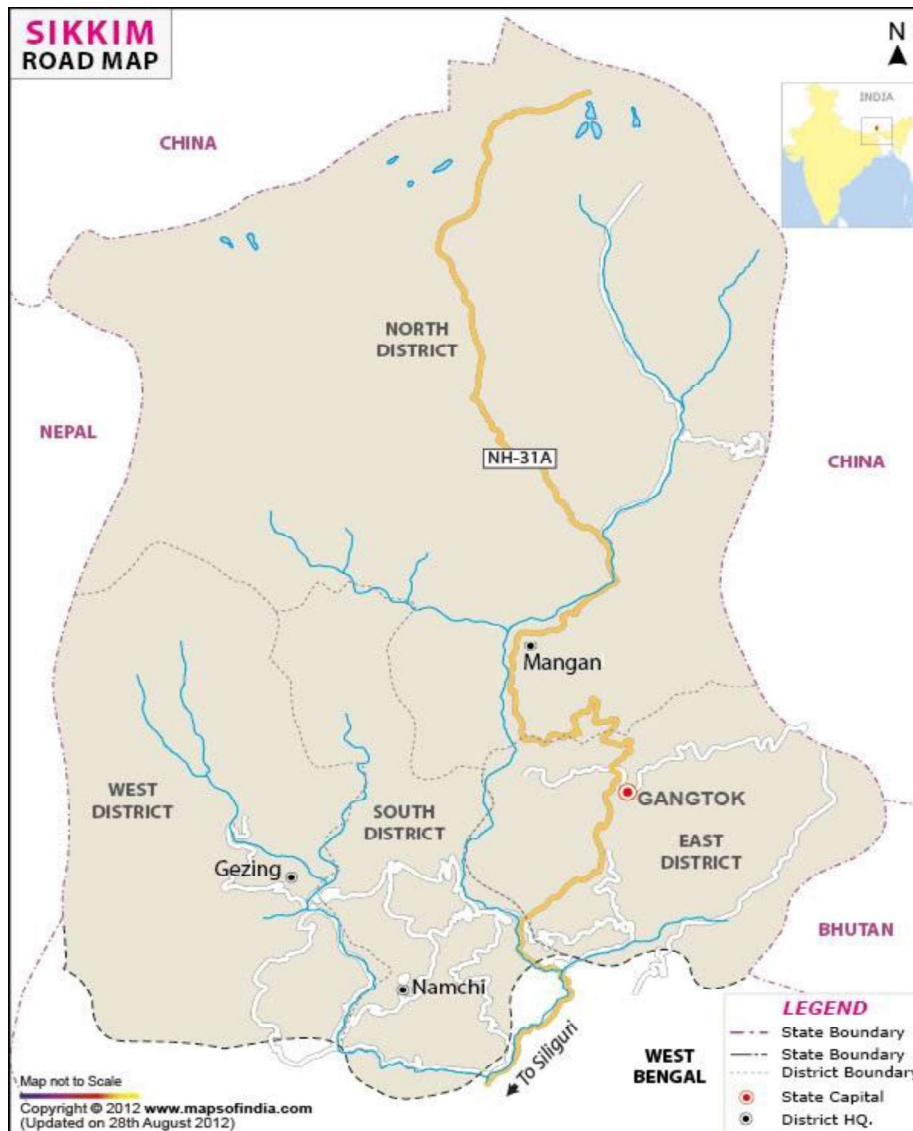 SIKKIM
ROAD MAP
N
INDIA
CHINA
NORTH
DISTRICT
NEPAL
NH-31A
CHINA
Mangan
WEST
DISTRICT
SOUTH
DISTRICT
GANGTOK
EAST
DISTRICT
Gezing
BHUTAN
Namchi
To Siliguri
WEST
BENGAL
LEGEND
State Boundary
State Boundary
District Boundary
State Capital
District HQ.
Map not to Scale
Copyright © 2012 www.mapsofindia.com
(Updated on 28th August 2012)